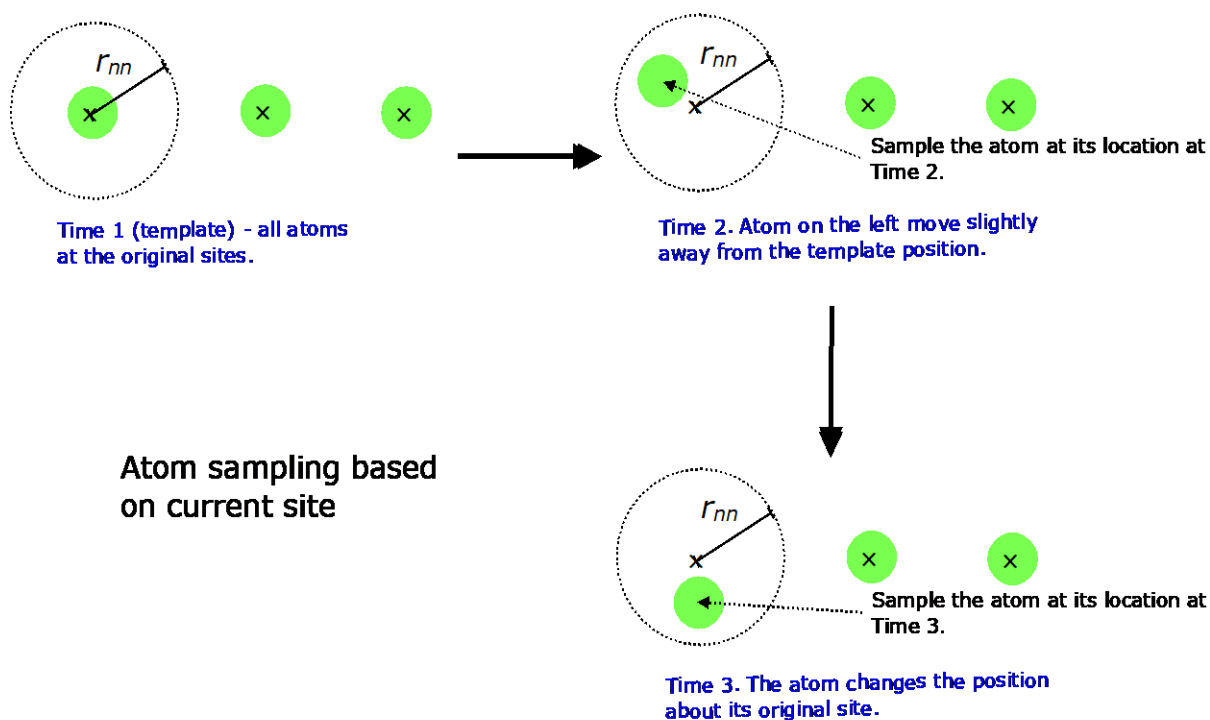 r_nn
Time 1 (template) - all atoms
at the original sites.
r_nn
Sample the atom at its location at
Time 2.
Time 2. Atom on the left move slightly
away from the template position.
Atom sampling based
on current site
r_nn
Sample the atom at its location at
Time 3.
Time 3. The atom changes the position
about its original site.